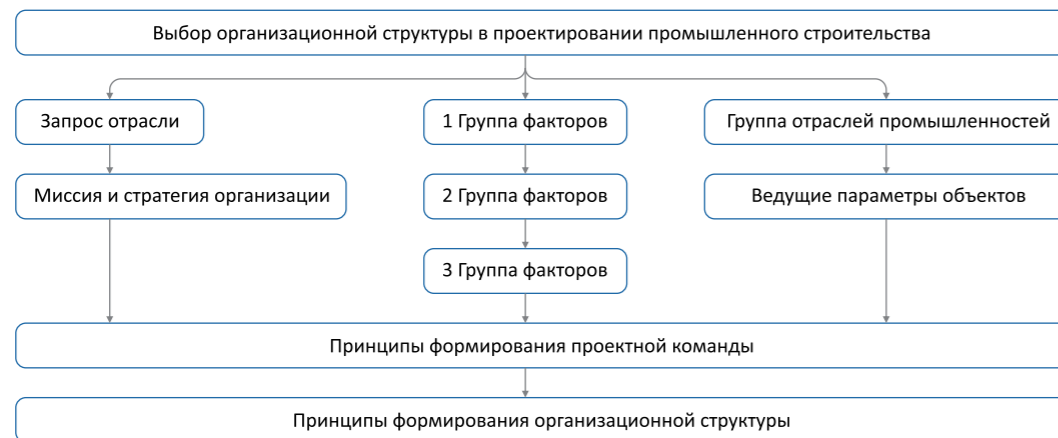 Выбор организационной структуры в проектировании промышленного строительства
Запрос отрасли
1 Группа факторов
Группа отраслей промышленностей
Миссия и стратегия организации
2 Группа факторов
Ведущие параметры объектов
3 Группа факторов
Принципы формирования проектной команды
Принципы формирования организационной структуры